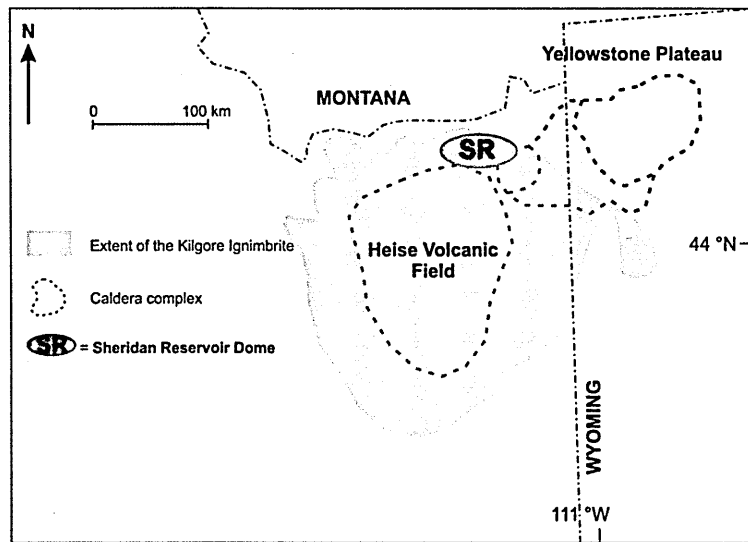 N
Yellowstone Plateau
0 100 km
MONTANA
SR
Extent of the Kilgore Ignimbrite
Heise Volcanic
Field
44 °N
Caldera complex
SR = Sheridan Reservoir Dome
WYOMING
111 °W